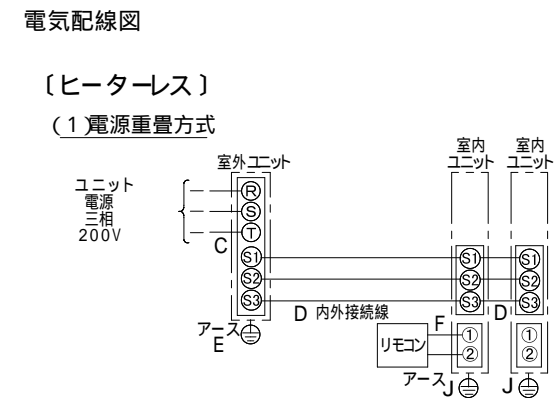 電気配線図
〔ヒーターレス〕
(1)電源重畳方式
室外ユニット
室内
ユニット
室内
ユニット
ユニット
電源
三相
200V
R
S
T
C
S1
S2
S3
S1
S2
S3
S1
S2
S3
D 内外接続線
D
アース
E
リモコン
F
①
②
①
②
アース
J
J